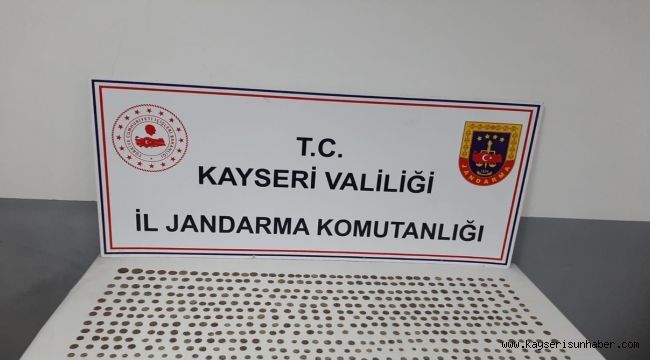 T.C.
KAYSERİ VALİLİĞİ
İL JANDARMA KOMUTANLIĞI
JANDARMA
www.kayserisunhaber.com